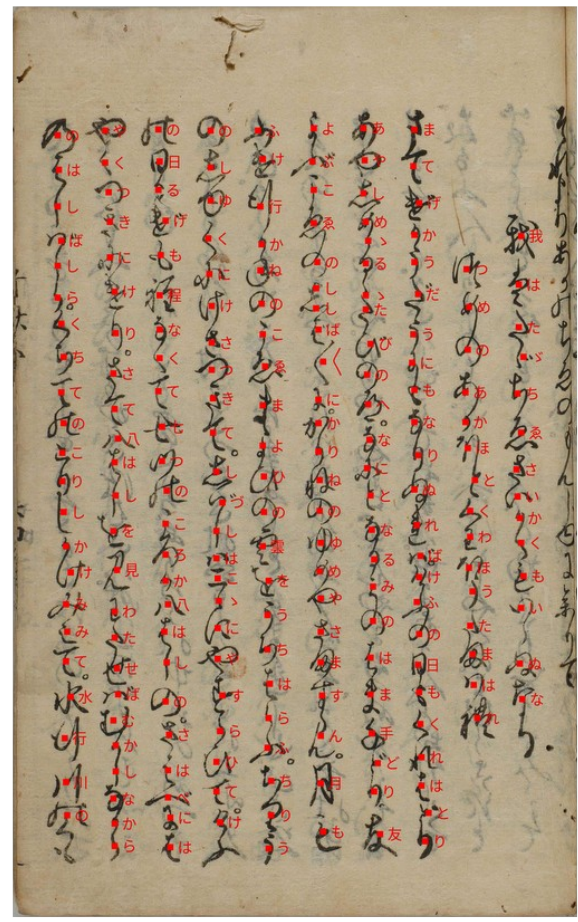 我はたゞちゑさいかくもいぬな
つめのあかまとくわほうたまはれ
まてげかうだうにもなりぬればけふの日もくれはとり
あやしめゝるゝたびのへ。なにとなるみのはま手どり友
よぶこゑのししば〱に。かりねのゆめやさますん。月も
ふけ行かねのこゑまよひの雲をうちはらふ。ちりう
のしゆくにけさつきてしづしはこゝにやすらひて。けふ
の日るげも程なくてとつのころか八はしの。さはべには
やくつきにけり。さて八はしを見わたせばむかしなから
のはしばしら。くちてのこりしかけみみて。水行川の